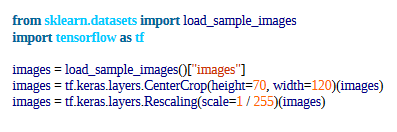 from sklearn.datasets import load_sample_images
import tensorflow as tf
images = load_sample_images()["images"]
images = tf.keras.layers.CenterCrop(height=70, width=120)(images)
images = tf.keras.layers.Rescaling(scale=1 / 255)(images)